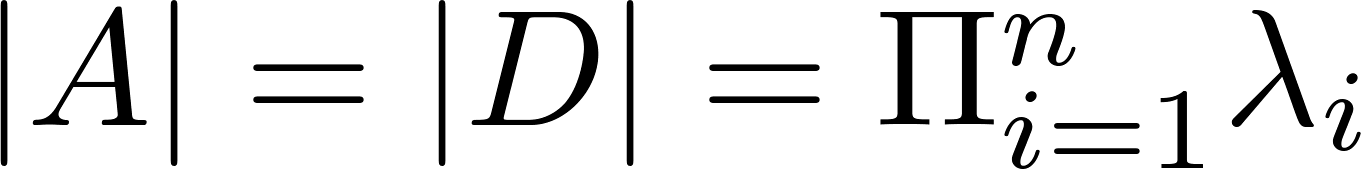 |A| = |D| = Π_{i=1}^{n} λ_i